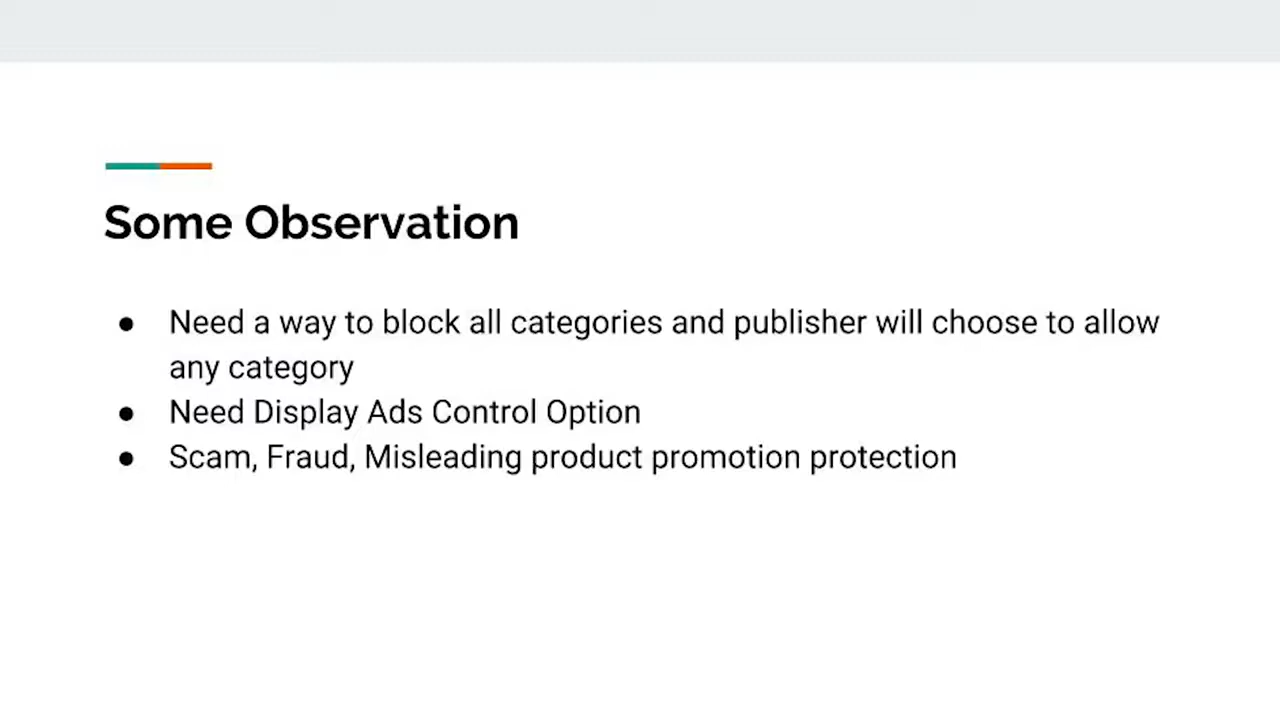 Some Observation
● Need a way to block all categories and publisher will choose to allow
any category
● Need Display Ads Control Option
● Scam, Fraud, Misleading product promotion protection